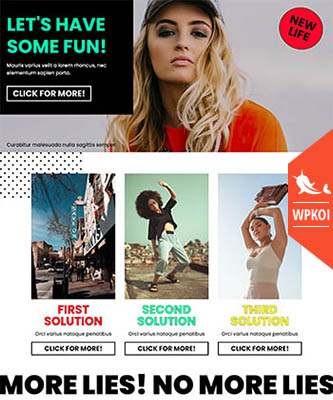 LET'S HAVE
SOME FUN!
Mauris varius velit a lorem rhoncus, nec
elementum sapien porta.
CLICK FOR MORE!
NEW
LIFE
Curabitur malesuada nulla sagittis semper.
WPKOI
FIRST
SOLUTION
Orci varius natoque penatibus
CLICK FOR MORE!
SECOND
SOLUTION
Orci varius natoque penatibus
CLICK FOR MORE!
THIRD
SOLUTION
Orci varius natoque penatibus
CLICK FOR MORE!
MORE LIES! NO MORE LIES